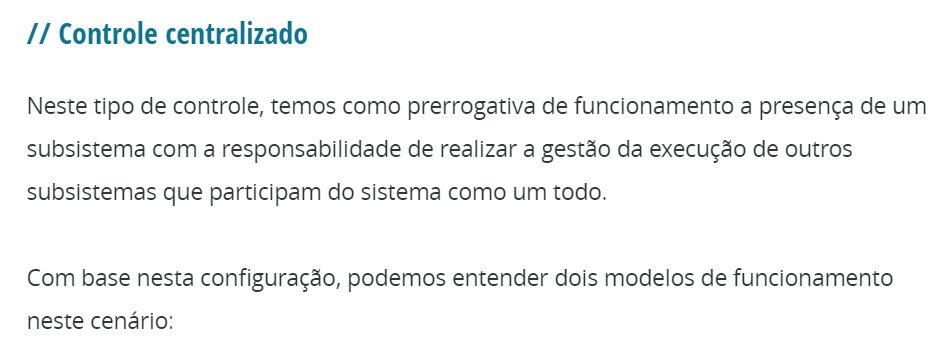 // Controle centralizado
Neste tipo de controle, temos como prerrogativa de funcionamento a presença de um
subsistema com a responsabilidade de realizar a gestão da execução de outros
subsistemas que participam do sistema como um todo.
Com base nesta configuração, podemos entender dois modelos de funcionamento
neste cenário: